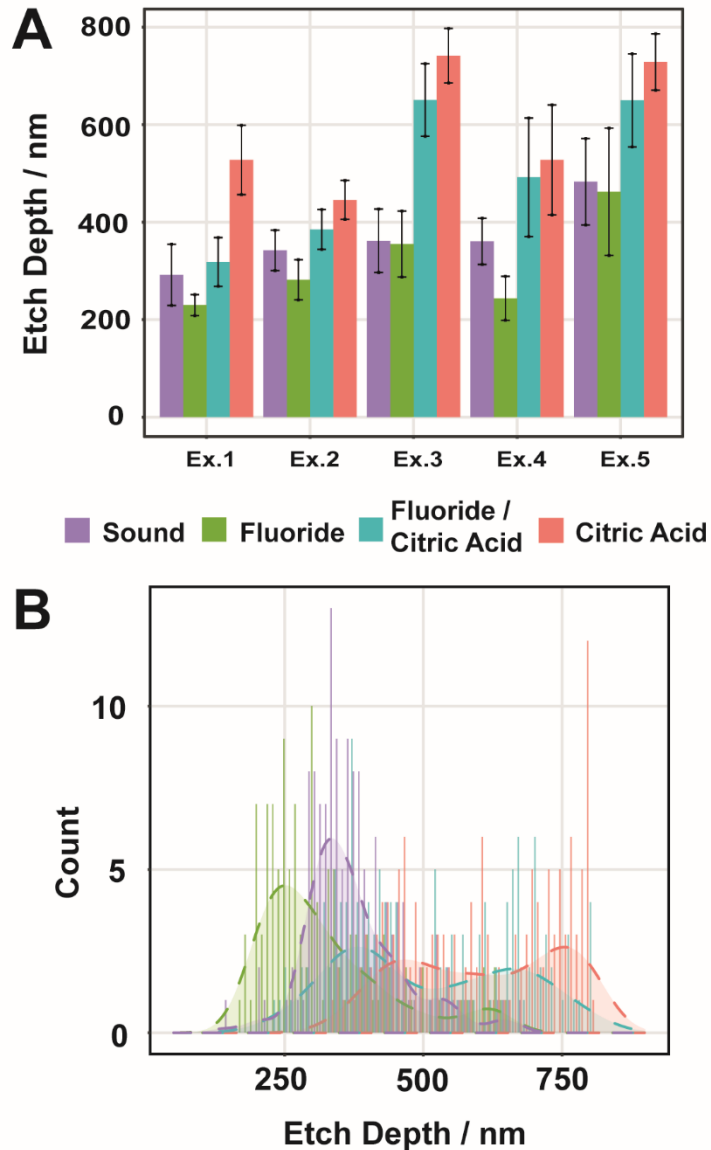 A
Etch Depth / nm
800
600
400
200
0
Ex.1 Ex.2 Ex.3 Ex.4 Ex.5
Sound Fluoride Fluoride / Citric Acid Citric Acid
B
Count
10
5
0
250 500 750
Etch Depth / nm